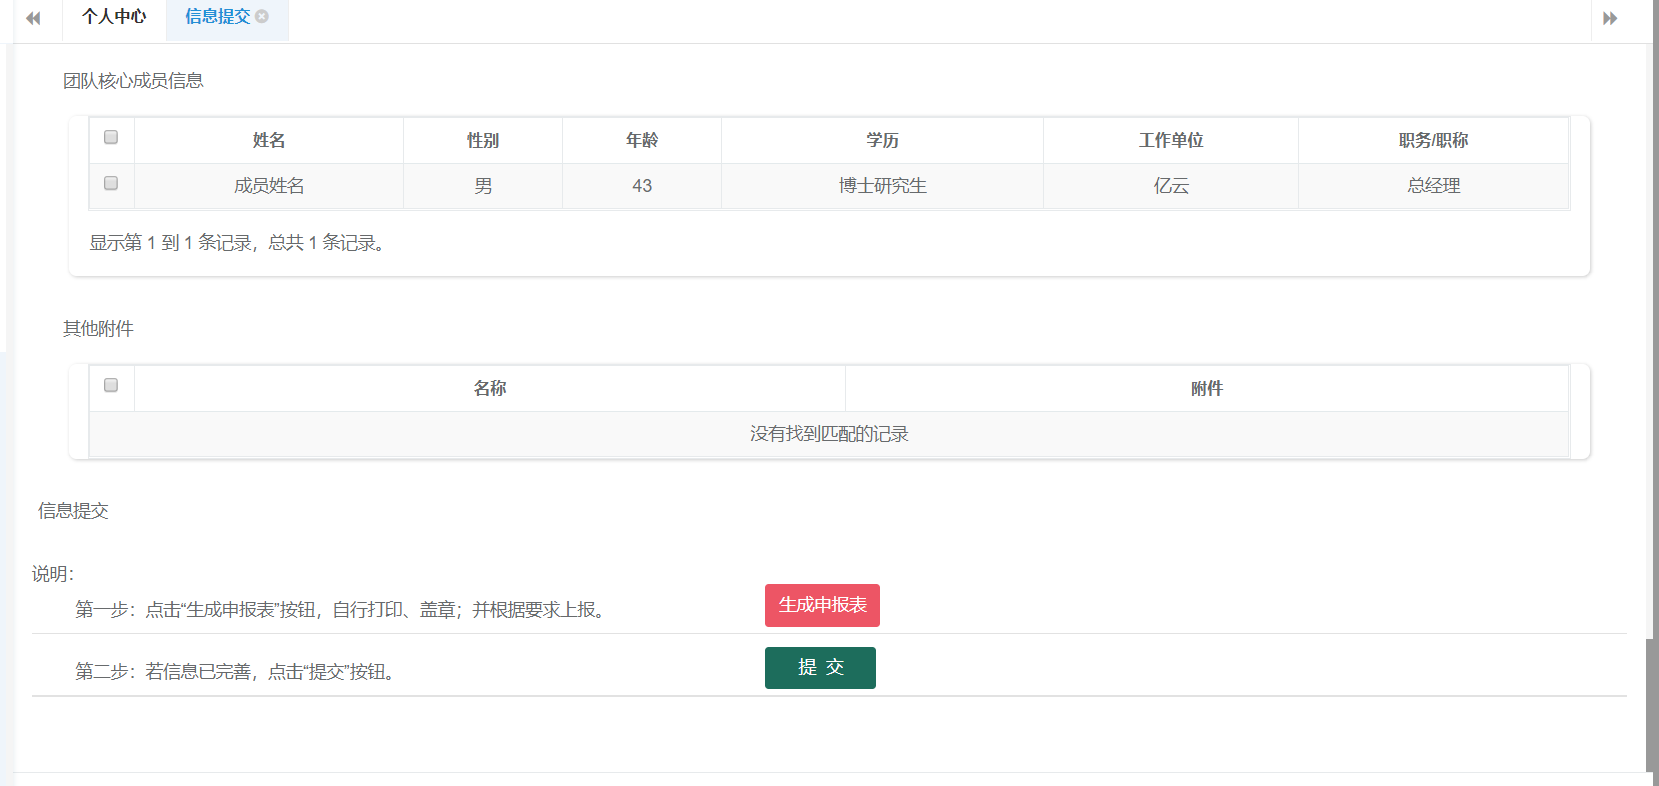 个人中心 信息提交
团队核心成员信息
姓名 性别 年龄 学历 工作单位 职务/职称
成员姓名 男 43 博士研究生 亿云 总经理
显示第 1 到 1 条记录，总共 1 条记录。
其他附件
名称 附件
没有找到匹配的记录
信息提交
说明：
第一步：点击“生成申报表”按钮，自行打印、盖章；并根据要求上报。 生成申报表
第二步：若信息已完善，点击“提交”按钮。 提 交